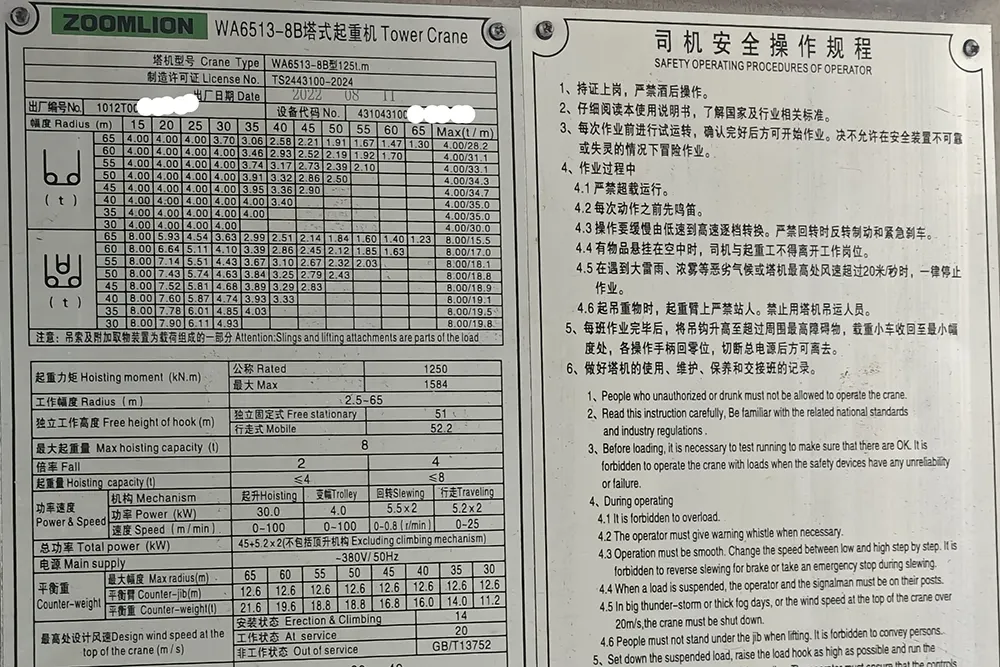 ZOOMLION WA6513-8B塔式起重机 Tower Crane
塔机型号 Crane Type WA6513-8B型125t.m
制造许可证 License No. TS2443100-2024
出厂日期 Date 2022 08 11
出厂编号No. 1012T00 设备代码 No. 43104310
幅度 Radius (m) 15 20 25 30 35 40 45 50 55 60 65 Max(t/m)
65 4.00 4.00 4.00 3.70 3.06 2.58 2.21 1.91 1.67 1.47 1.30 4.00/28.2
60 4.00 4.00 4.00 4.00 3.46 2.93 2.52 2.19 1.92 1.70 4.00/31.1
55 4.00 4.00 4.00 4.00 3.74 3.17 2.73 2.39 2.10 4.00/33.1
50 4.00 4.00 4.00 4.00 3.91 3.32 2.86 2.50 4.00/34.3
45 4.00 4.00 4.00 4.00 3.95 3.36 2.90 4.00/34.7
(t) 40 4.00 4.00 4.00 4.00 4.00 3.40 4.00/35.0
35 4.00 4.00 4.00 4.00 4.00 4.00/35.0
30 4.00 4.00 4.00 4.00 4.00/30.0
65 8.00 5.93 4.54 3.63 2.99 2.51 2.14 1.84 1.60 1.40 1.23 8.00/15.5
60 8.00 6.64 5.11 4.10 3.39 2.86 2.45 2.12 1.85 1.63 8.00/17.0
55 8.00 7.14 5.51 4.43 3.67 3.10 2.67 2.32 2.03 8.00/18.1
50 8.00 7.43 5.74 4.63 3.84 3.25 2.79 2.43 8.00/18.8
45 8.00 7.52 5.81 4.68 3.89 3.29 2.83 8.00/18.9
(t) 40 8.00 7.60 5.87 4.74 3.93 3.33 8.00/19.1
35 8.00 7.78 6.01 4.85 4.03 8.00/19.5
30 8.00 7.90 6.11 4.93 8.00/19.8
注意：吊索及附加取物装置为载荷组成的一部分 Attention:Slings and lifting attachments are parts of the load
起重力矩 Hoisting moment (kN.m) 公称 Rated 1250
最大 Max 1584
工作幅度 Radius (m) 2.5-65
独立工作高度 Free height of hook (m) 独立固定式 Free stationary 51
行走式 Mobile 52.2
最大起重量 Max hoisting capacity (t) 8
倍率 Fall 2 4
起重量 Hoisting capacity (t) ≤4 ≤8
功率速度 Power & Speed 机构 Mechanism 起升Hoisting 变幅Trolley 回转Slewing 行走Traveling
功率 Power (kW) 30.0 4.0 5.5×2 5.2×2
速度 Speed (m/min) 0~100 0~100 0~0.8(r/min) 0~25
总功率 Total power (kW) 45+5.2×2(不包括顶升机构 Excluding climbing mechanism)
电源 Main supply ~380V/50Hz
平衡重 Counter-weight 最大幅度 Max radius(m) 65 60 55 50 45 40 35 30
平衡臂 Counter-jib(m) 12.6 12.6 12.6 12.6 12.6 12.6 12.6 12.6
平衡重 Counter-weight(t) 21.6 19.6 18.8 18.8 16.8 16.0 14.0 11.2
最高处设计风速Design wind speed at the top of the crane (m/s) 安装状态 Erection & Climbing 14
工作状态 At service 20
非工作状态 Out of service GB/T13752
司机安全操作规程
SAFETY OPERATING PROCEDURES OF OPERATOR
1、持证上岗，严禁酒后操作。
2、仔细阅读本使用说明书，了解国家及行业相关标准。
3、每次作业前进行试运转，确认完好后方可开始作业。决不允许在安全装置不可靠
或失灵的情况下冒险作业。
4、作业过程中
4.1 严禁超载运行。
4.2 每次动作之前先鸣笛。
4.3 操作要缓慢由低速到高速逐档转换。严禁回转时反转制动和紧急刹车。
4.4 有物品悬挂在空中时，司机与起重工不得离开工作岗位。
4.5 在遇到大雷雨、浓雾等恶劣气候或塔机最高处风速超过20米/秒时，一律停止
作业。
4.6 起吊重物时，起重臂上严禁站人。禁止用塔机吊运人员。
5、每班作业完毕后，将吊钩升高至超过周围最高障碍物，载重小车收回至最小幅
度处，各操作手柄回零位，切断总电源后方可离去。
6、做好塔机的使用、维护、保养和交接班的记录。
1、People who unauthorized or drunk must not be allowed to operate the crane.
2、Read this instruction carefully, Be familiar with the related national standards
and industry regulations .
3、Before loading, it is necessary to test running to make sure that there are OK. It is
forbidden to operate the crane with loads when the safety devices have any unreliability
or failure.
4、During operating
4.1 It is forbidden to overload.
4.2 The operator must give warning whistle when necessary.
4.3 Operation must be smooth. Change the speed between low and high step by step. It is
forbidden to reverse slewing for brake or take an emergency stop during slewing.
4.4 When a load is suspended, the operator and the signalman must be on their posts.
4.5 In big thunder-storm or thick fog days, or the wind speed at the top of the crane over
20m/s,the crane must be shut down.
4.6 People must not stand under the jib when lifting. It is forbidden to convey persons.
5、Set down the suspended load, raise the load hook as high as possible and run the